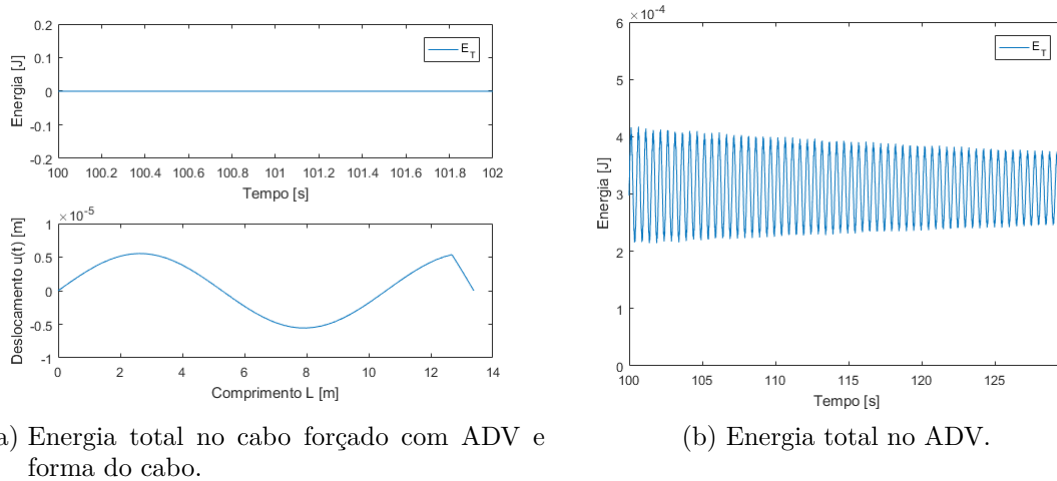 0.2
0.1
0
-0.1
-0.2
Energia [J]
E_T
100 100.2 100.4 100.6 100.8 101 101.2 101.4 101.6 101.8 102
Tempo [s]
×10^-5
1
0.5
0
-0.5
-1
Deslocamento u(t) [m]
0 2 4 6 8 10 12 14
Comprimento L [m]
a) Energia total no cabo forçado com ADV e
forma do cabo.
×10^-4
6
5
4
3
2
1
0
Energia [J]
E_T
100 105 110 115 120 125
Tempo [s]
(b) Energia total no ADV.